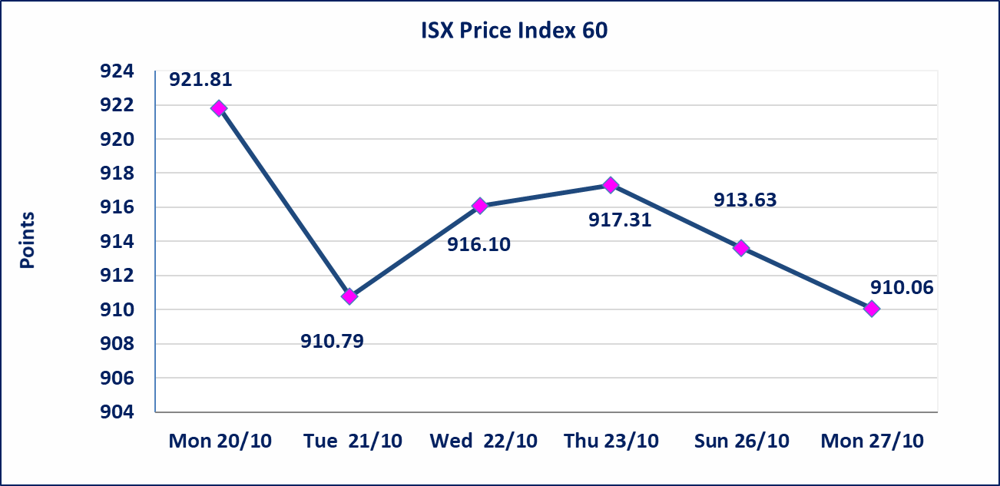 ISX Price Index 60
Points
924
922
920
918
916
914
912
910
908
906
904
921.81
910.79
916.10
917.31
913.63
910.06
Mon 20/10
Tue  21/10
Wed  22/10
Thu 23/10
Sun 26/10
Mon 27/10